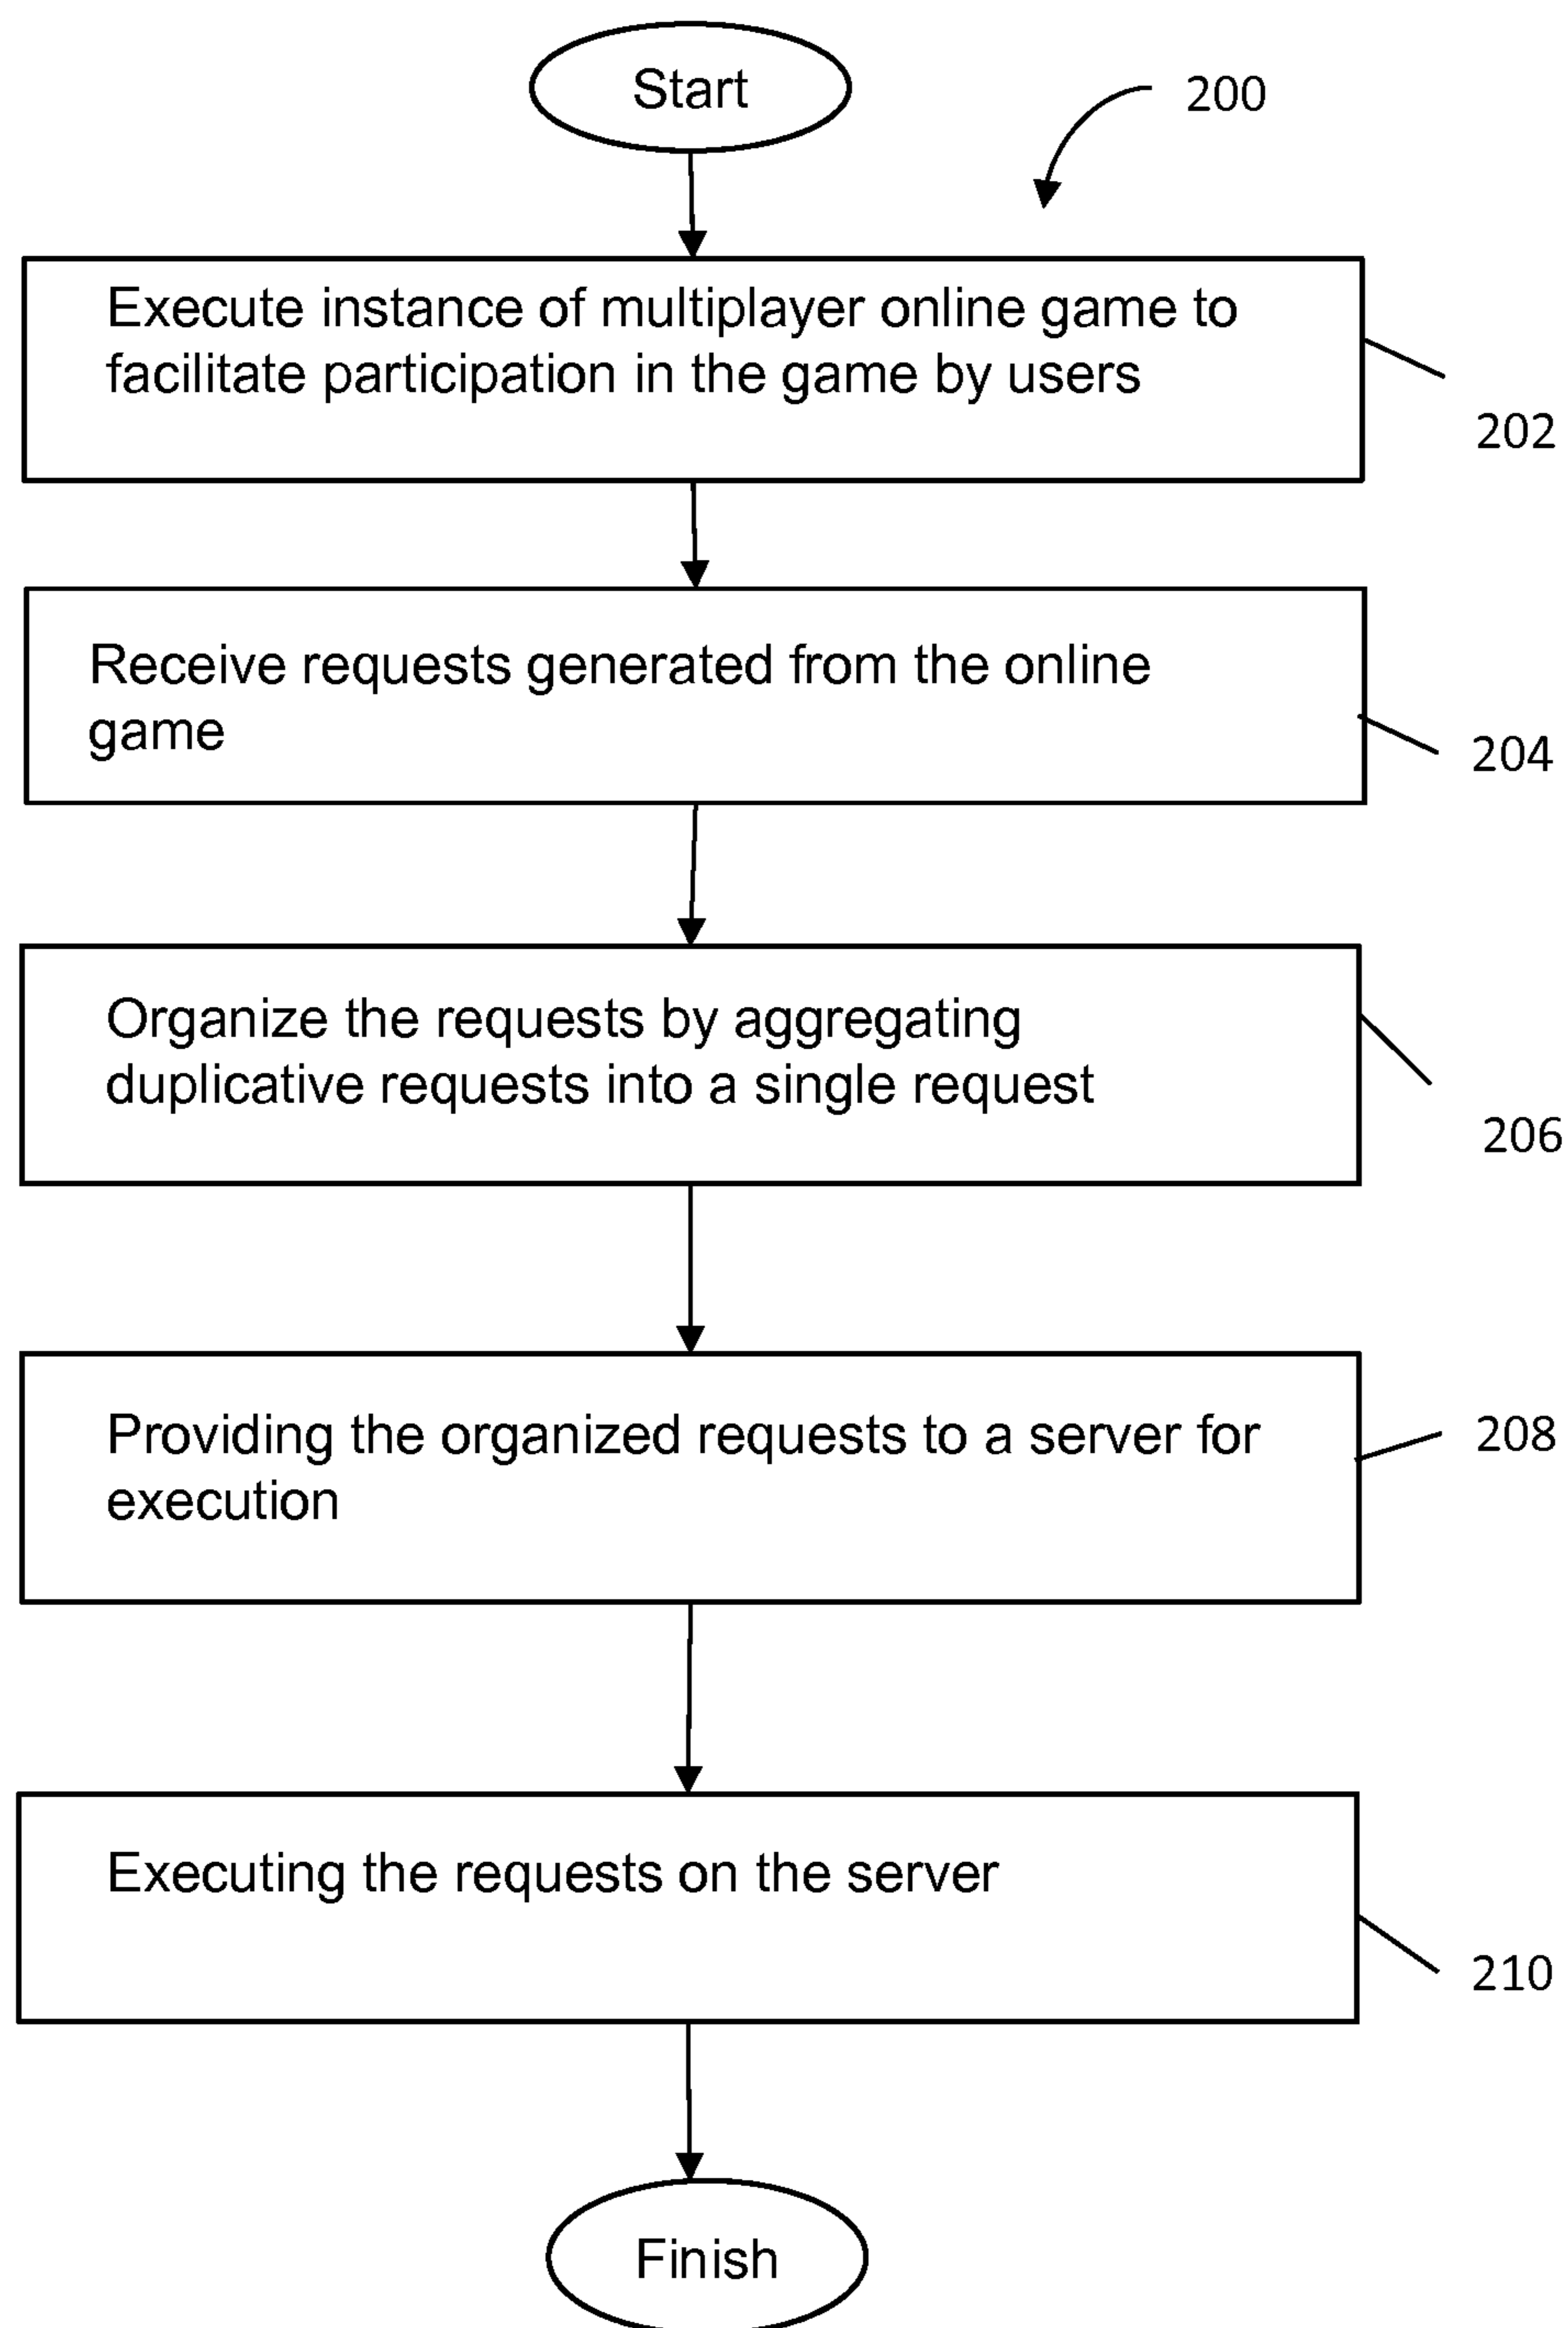 Start
200
Execute instance of multiplayer online game to
facilitate participation in the game by users
202
Receive requests generated from the online
game
204
Organize the requests by aggregating
duplicative requests into a single request
206
Providing the organized requests to a server for
execution
208
Executing the requests on the server
210
Finish